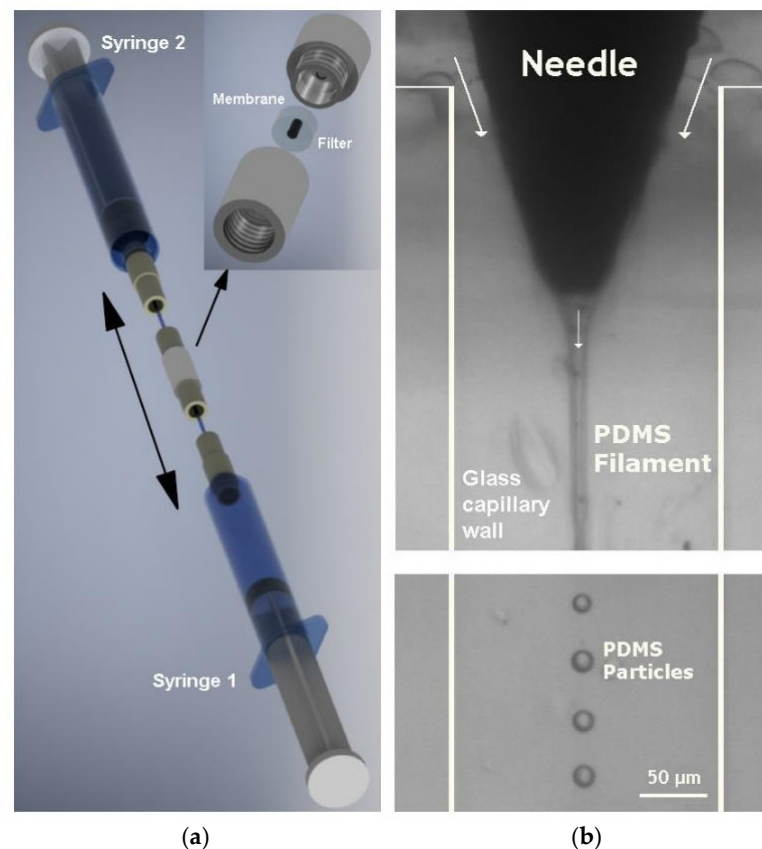 Syringe 2
Membrane
Filter
Syringe 1
(a)
Needle
PDMS
Filament
Glass
capillary
wall
PDMS
Particles
50 µm
(b)